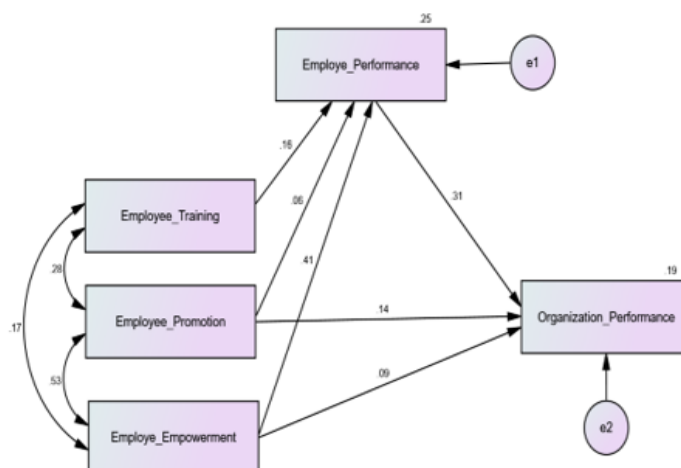 .25
Employe_Performance
e1
.16
.06
Employee_Training
.31
.41
.28
.19
.17
Employee_Promotion
.14
Organization_Performance
.09
.53
Employe_Empowerment
e2